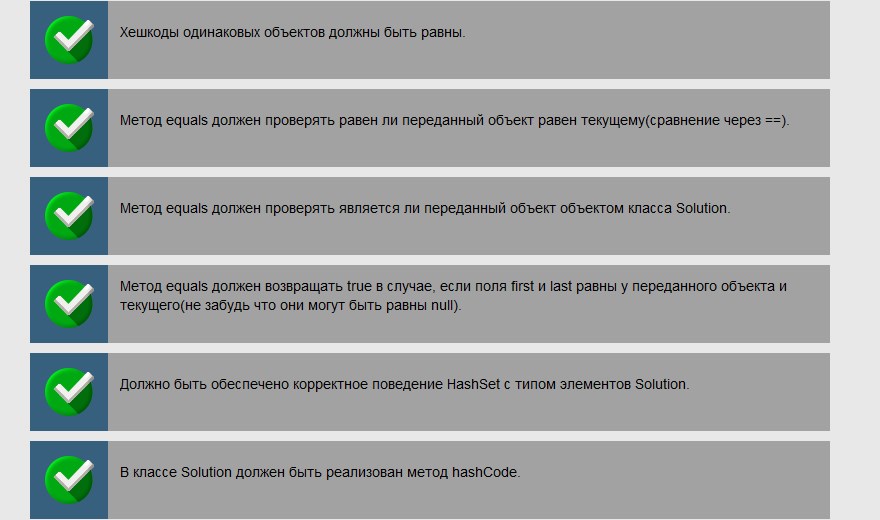 Хешкоды одинаковых объектов должны быть равны.
Метод equals должен проверять равен ли переданный объект равен текущему(сравнение через ==).
Метод equals должен проверять является ли переданный объект объектом класса Solution.
Метод equals должен возвращать true в случае, если поля first и last равны у переданного объекта и
текущего(не забудь что они могут быть равны null).
Должно быть обеспечено корректное поведение HashSet с типом элементов Solution.
В классе Solution должен быть реализован метод hashCode.